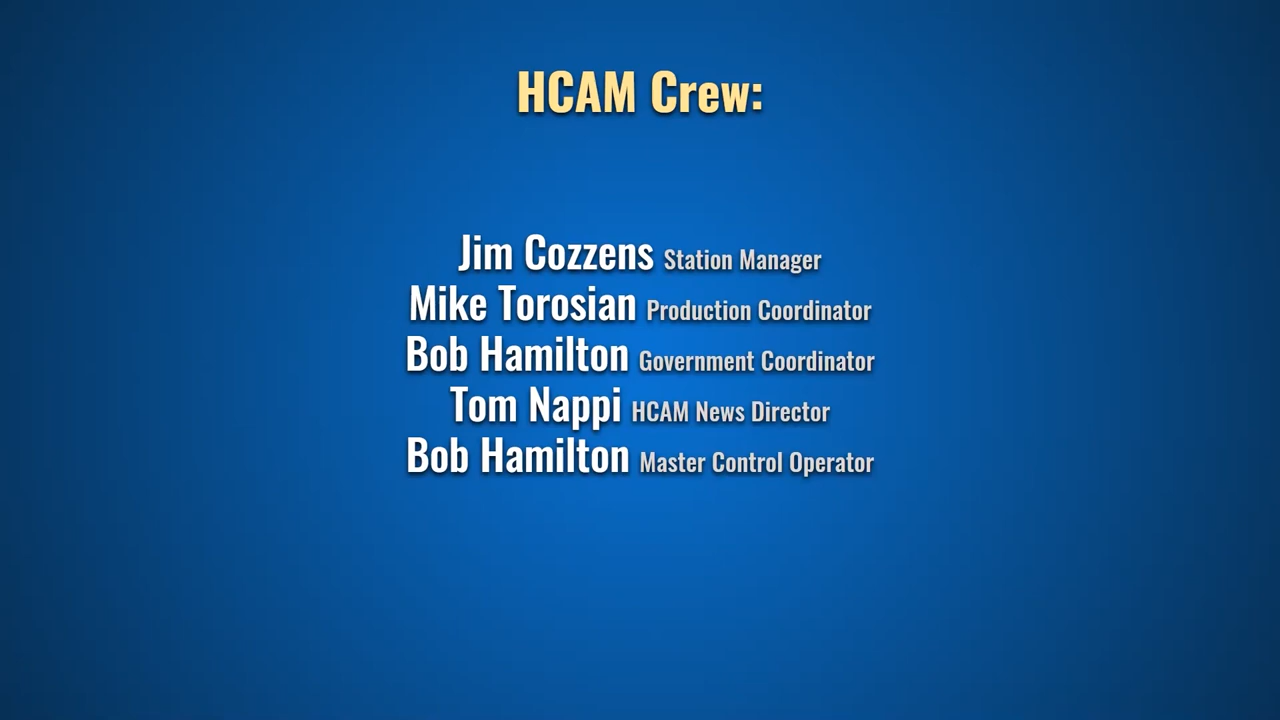 HCAM Crew:
Jim Cozzens Station Manager
Mike Torosian Production Coordinator
Bob Hamilton Government Coordinator
Tom Nappi HCAM News Director
Bob Hamilton Master Control Operator